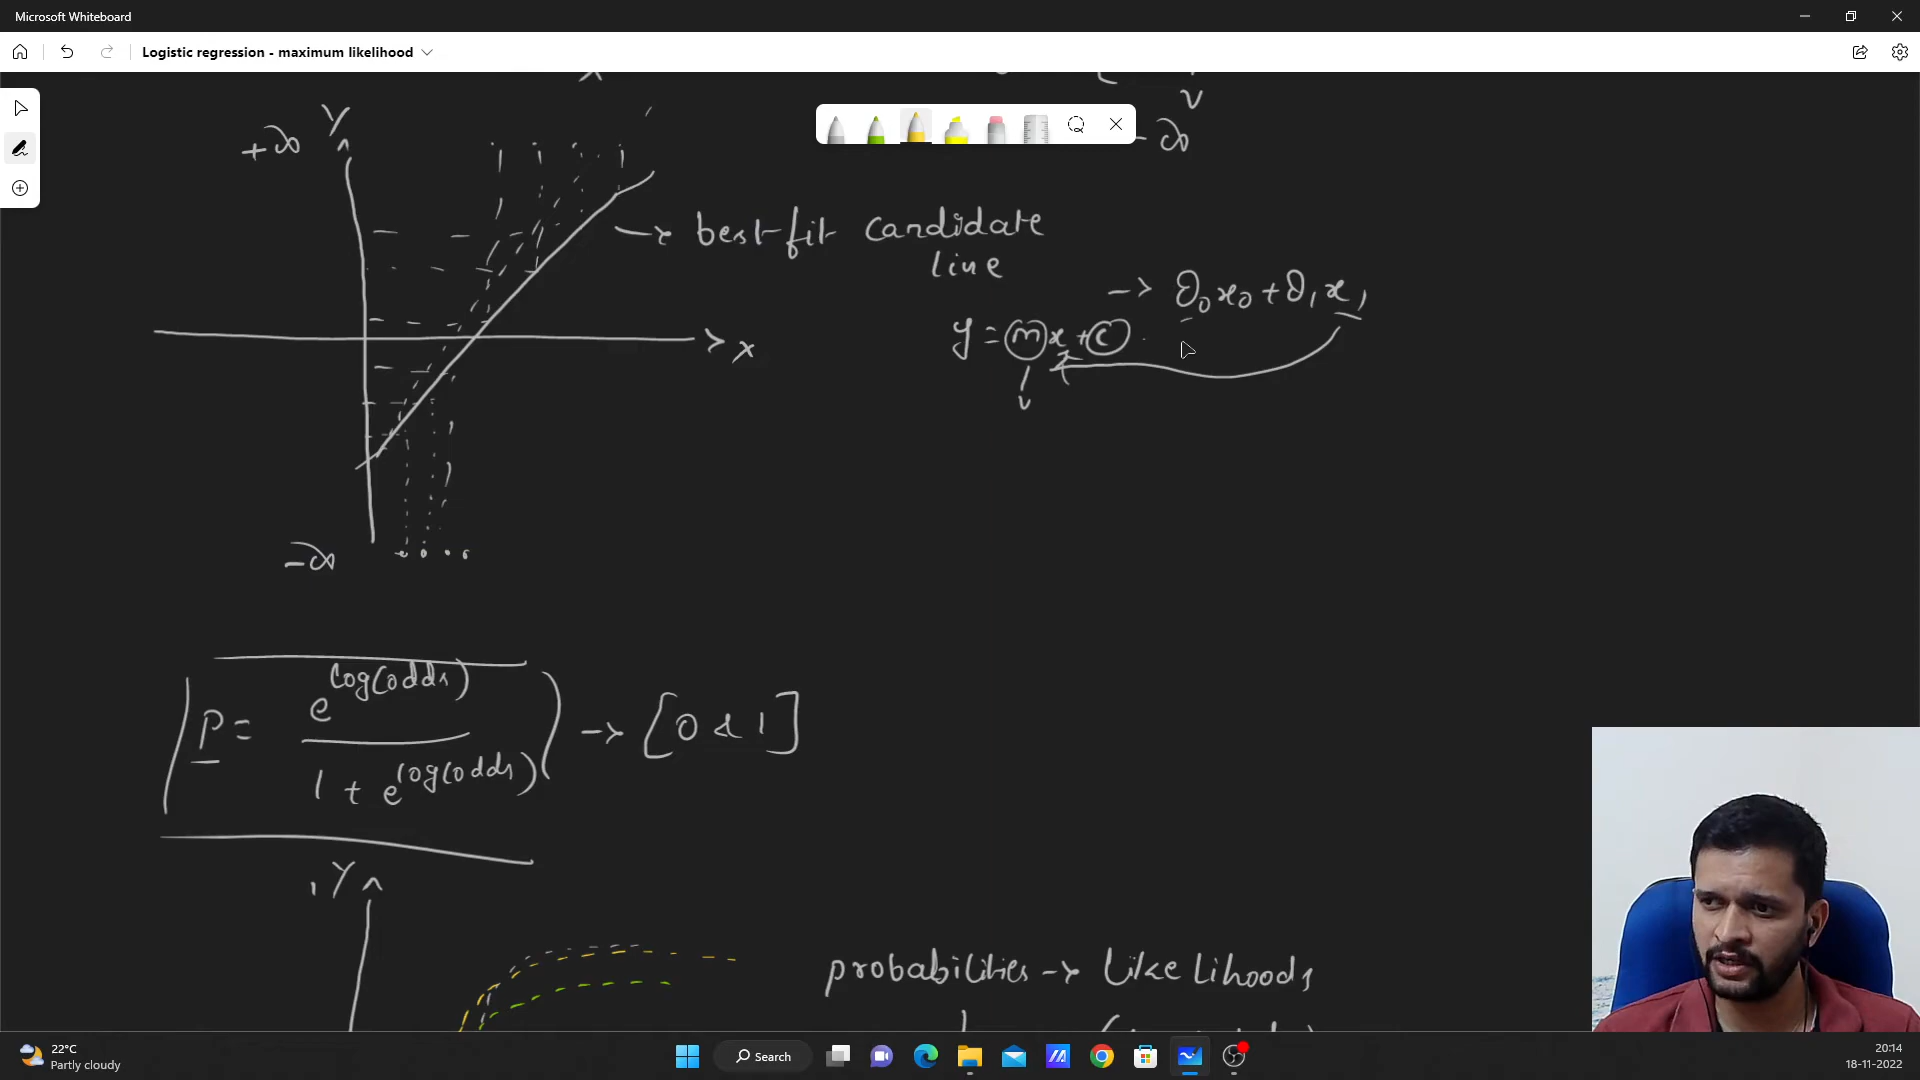 Microsoft Whiteboard
Logistic regression - maximum likelihood
x
v
- ∞
Y
+∞
best-fit candidate
line
-> θ₀x₀ + θ₁x₁
y = mx + c
> x
-∞
P = e^log(odds) / 1 + e^log(odds) -> [0 & 1]
Y
probabilities -> Likelihoods
22°C
Partly cloudy
Search
20:14
18-11-2022